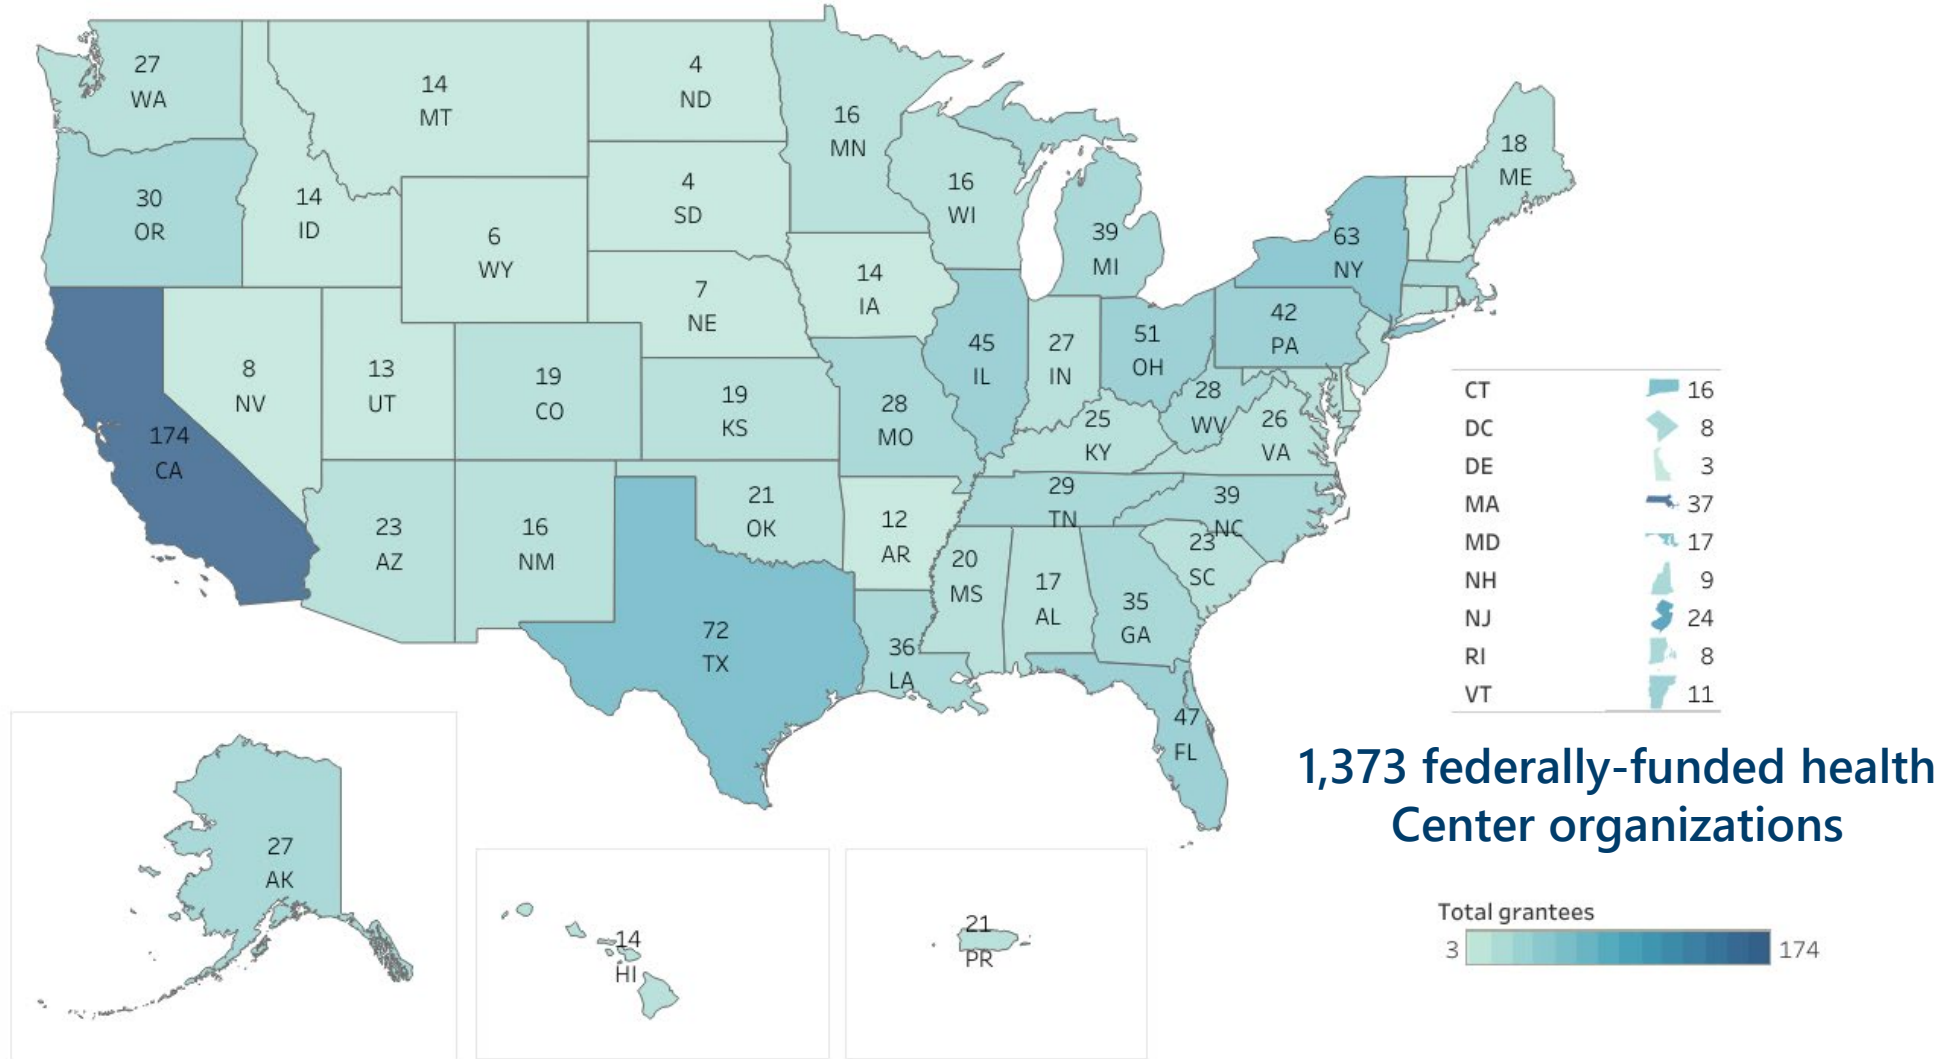 27
WA
14
MT
4
ND
16
MN
18
ME
30
OR
14
ID
6
WY
4
SD
16
WI
39
MI
63
NY
7
NE
14
IA
8
NV
13
UT
19
CO
19
KS
28
MO
45
IL
27
IN
51
OH
42
PA
174
CA
25
KY
28
WV
26
VA
23
AZ
16
NM
21
OK
12
AR
29
TN
39
NC
23
SC
20
MS
17
AL
35
GA
72
TX
36
LA
47
FL
27
AK
14
HI
21
PR
CT 16
DC 8
DE 3
MA 37
MD 17
NH 9
NJ 24
RI 8
VT 11
1,373 federally-funded health
Center organizations
Total grantees
3 174